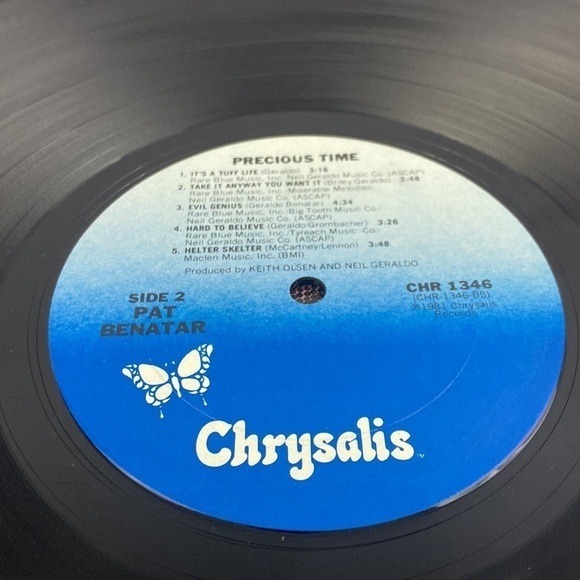 PRECIOUS TIME
1. IT'S A TUFF LIFE (Geraldo) 3:16
Rare Blue Music, Inc./Neil Geraldo Music Co. (ASCAP)
2. TAKE IT ANYWAY YOU WANT IT (Briley/Geraldo) 2:48
Rare Blue Music, Inc./Miserable Melodies/
Neil Geraldo Music Co. (ASCAP)
3. EVIL GENIUS (Geraldo/Benatar) 4:34
Rare Blue Music, Inc./Big Tooth Music Co./
Neil Geraldo Music Co. (ASCAP)
4. HARD TO BELIEVE (Geraldo/Grombacher) 3:26
Rare Blue Music, Inc./Tyreach Music Co./
Neil Geraldo Music Co. (ASCAP)
5. HELTER SKELTER (McCartney/Lennon) 3:48
Maclen Music, Inc. (BMI)
Produced by KEITH OLSEN AND NEIL GERALDO
SIDE 2
PAT
BENATAR
CHR 1346
(CHR-1346-BS)
℗1981 Chrysalis
Records
Chrysalis™